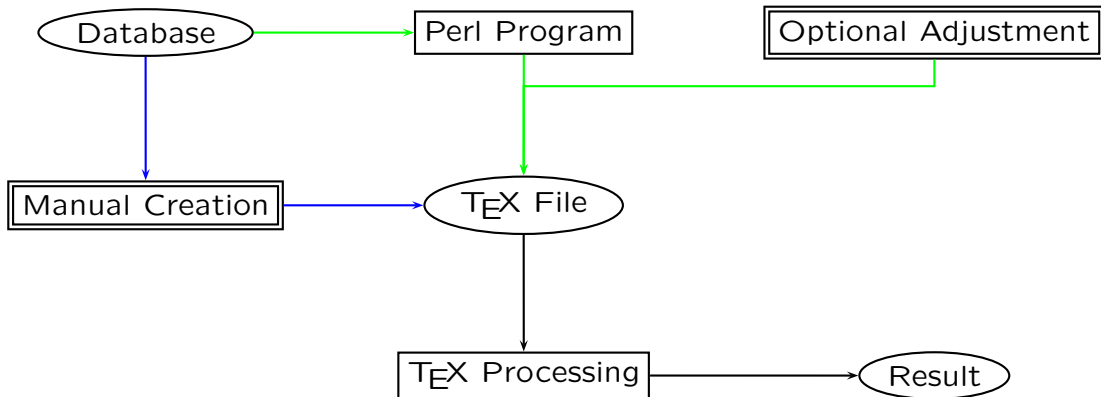 Database
Perl Program
Optional Adjustment
Manual Creation
TEX File
TEX Processing
Result